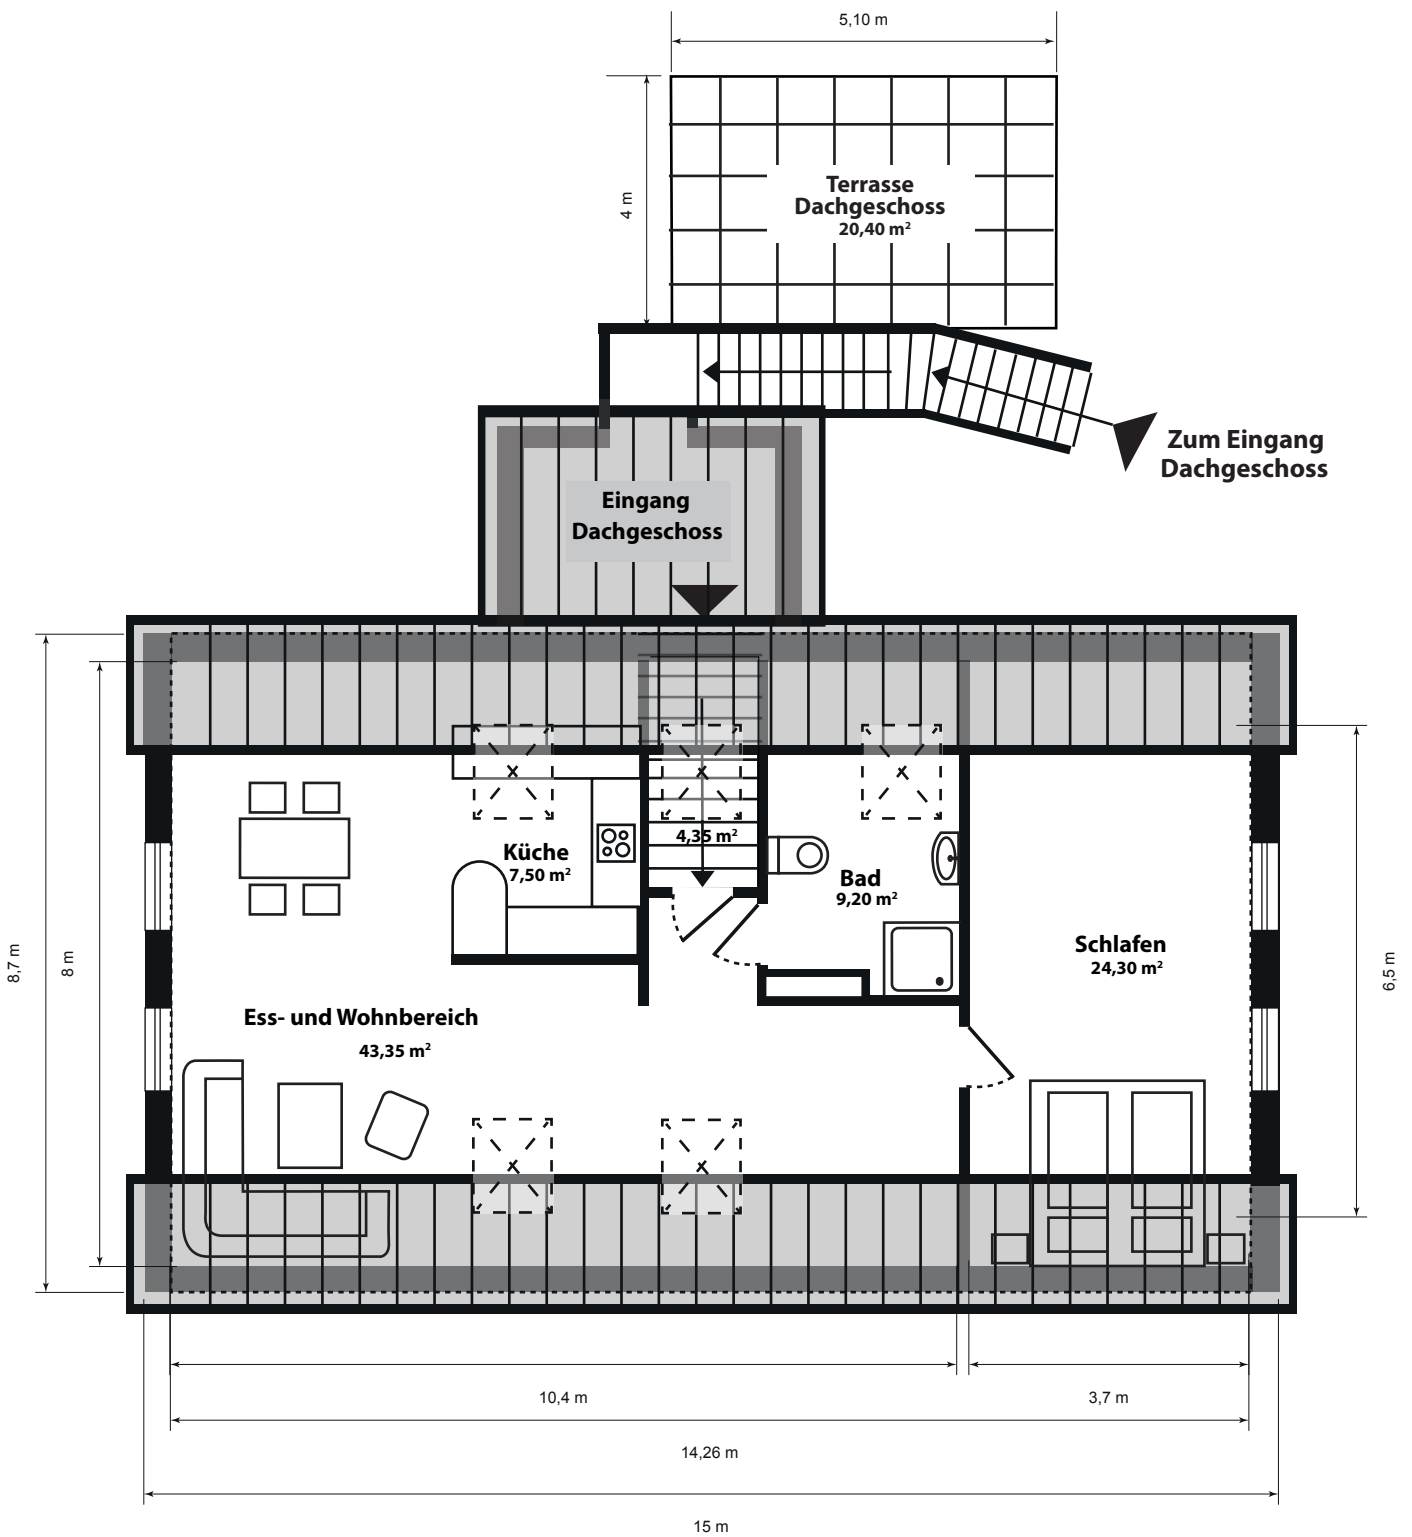 5,10 m
4 m
Terrasse
Dachgeschoss
20,40 m²
Zum Eingang
Dachgeschoss
Eingang
Dachgeschoss
4,35 m²
Küche
7,50 m²
Bad
9,20 m²
Schlafen
24,30 m²
8,7 m
8 m
6,5 m
Ess- und Wohnbereich
43,35 m²
10,4 m
3,7 m
14,26 m
15 m